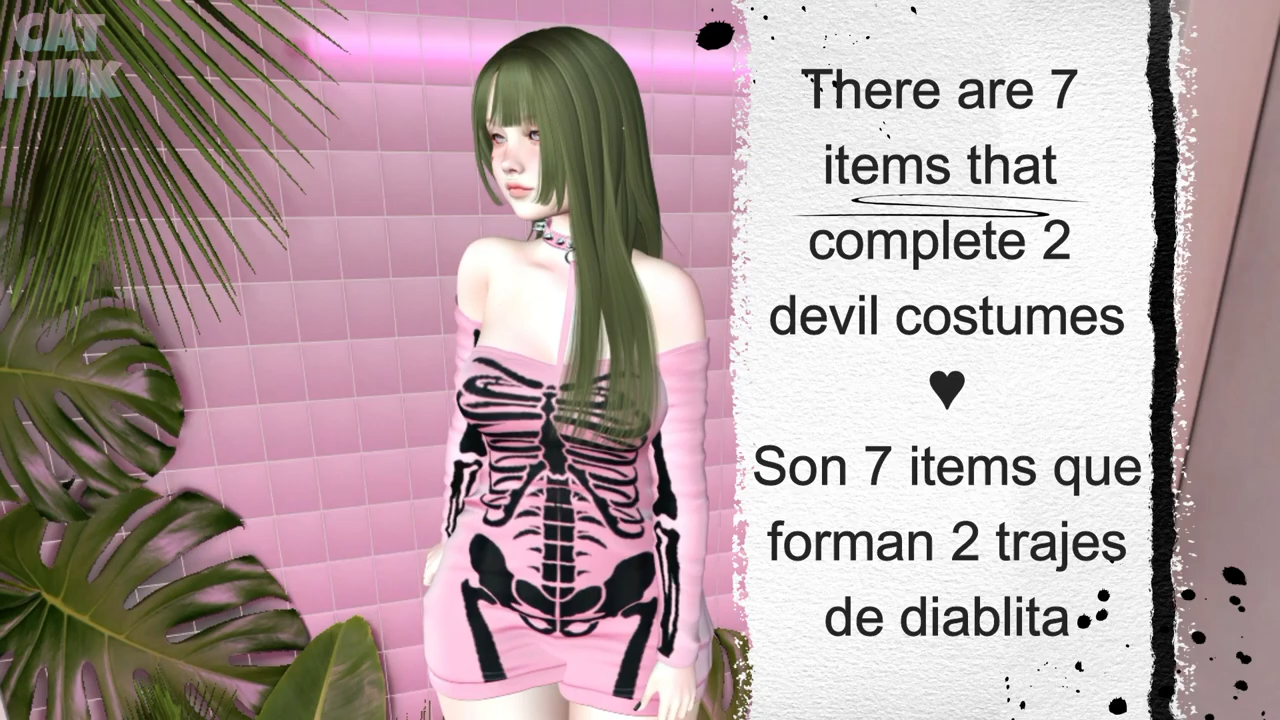 CAT
PINK
There are 7
items that
complete 2
devil costumes
♥
Son 7 items que
forman 2 trajes
de diablita